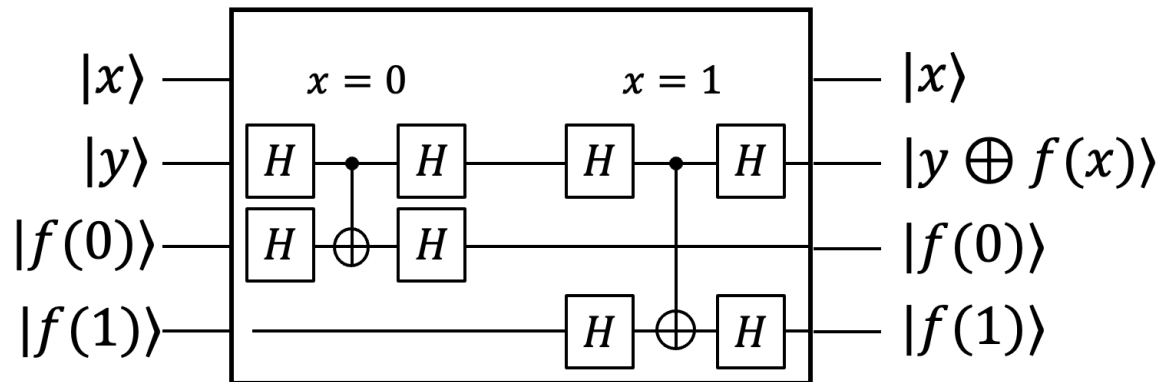 |x⟩ x = 0 x = 1 |x⟩
|y⟩ H H H H |y ⊕ f(x)⟩
|f(0)⟩ H H |f(0)⟩
|f(1)⟩ H H |f(1)⟩